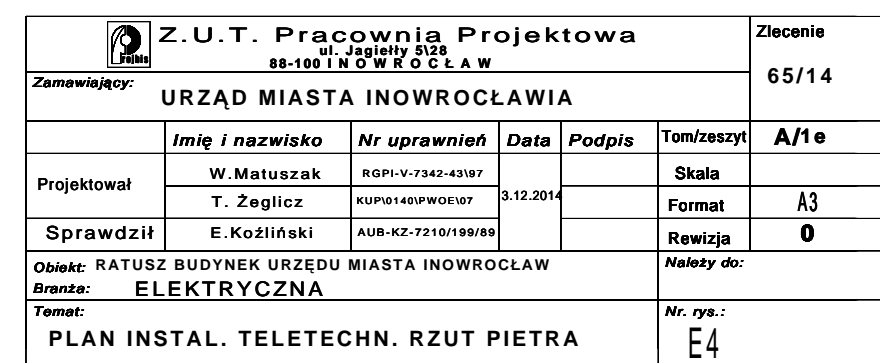 Projbis
Z.U.T. Pracownia Projektowa
ul. Jagiełły 5\28
88-100 INOWROCŁAW
Zlecenie
65/14
Zamawiający:
URZĄD MIASTA INOWROCŁAWIA
Imię i nazwisko Nr uprawnień Data Podpis Tom/zeszyt A/1e
Projektował W.Matuszak RGPI-V-7342-43\97 Skala
T. Żeglicz KUP\0140\PWOE\07 3.12.2014 Format A3
Sprawdził E.Koźliński AUB-KZ-7210/199/89 Rewizja 0
Obiekt: RATUSZ BUDYNEK URZĘDU MIASTA INOWROCŁAW Należy do:
Branża: ELEKTRYCZNA
Temat: Nr. rys.:
PLAN INSTAL. TELETECHN. RZUT PIETRA E4